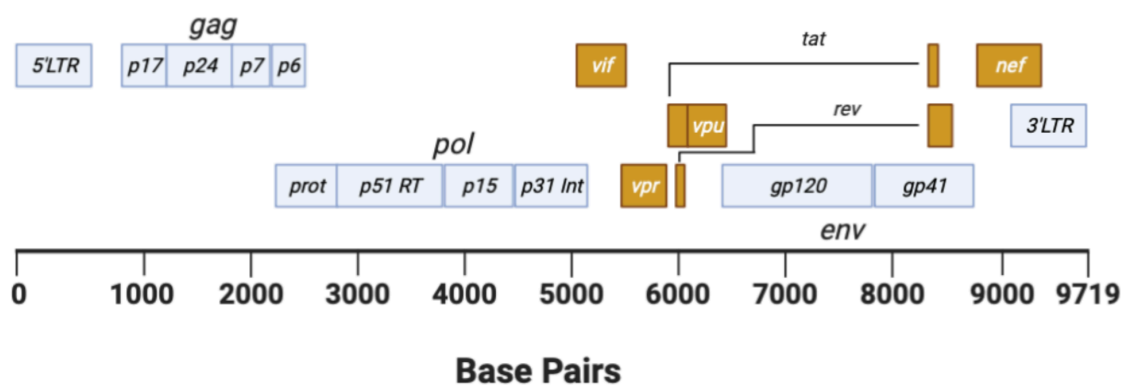 gag
tat
5'LTR p17 p24 p7 p6 vif nef
rev
vpu 3'LTR
pol
prot p51 RT p15 p31 Int vpr gp120 gp41
env
0 1000 2000 3000 4000 5000 6000 7000 8000 9000 9719
Base Pairs